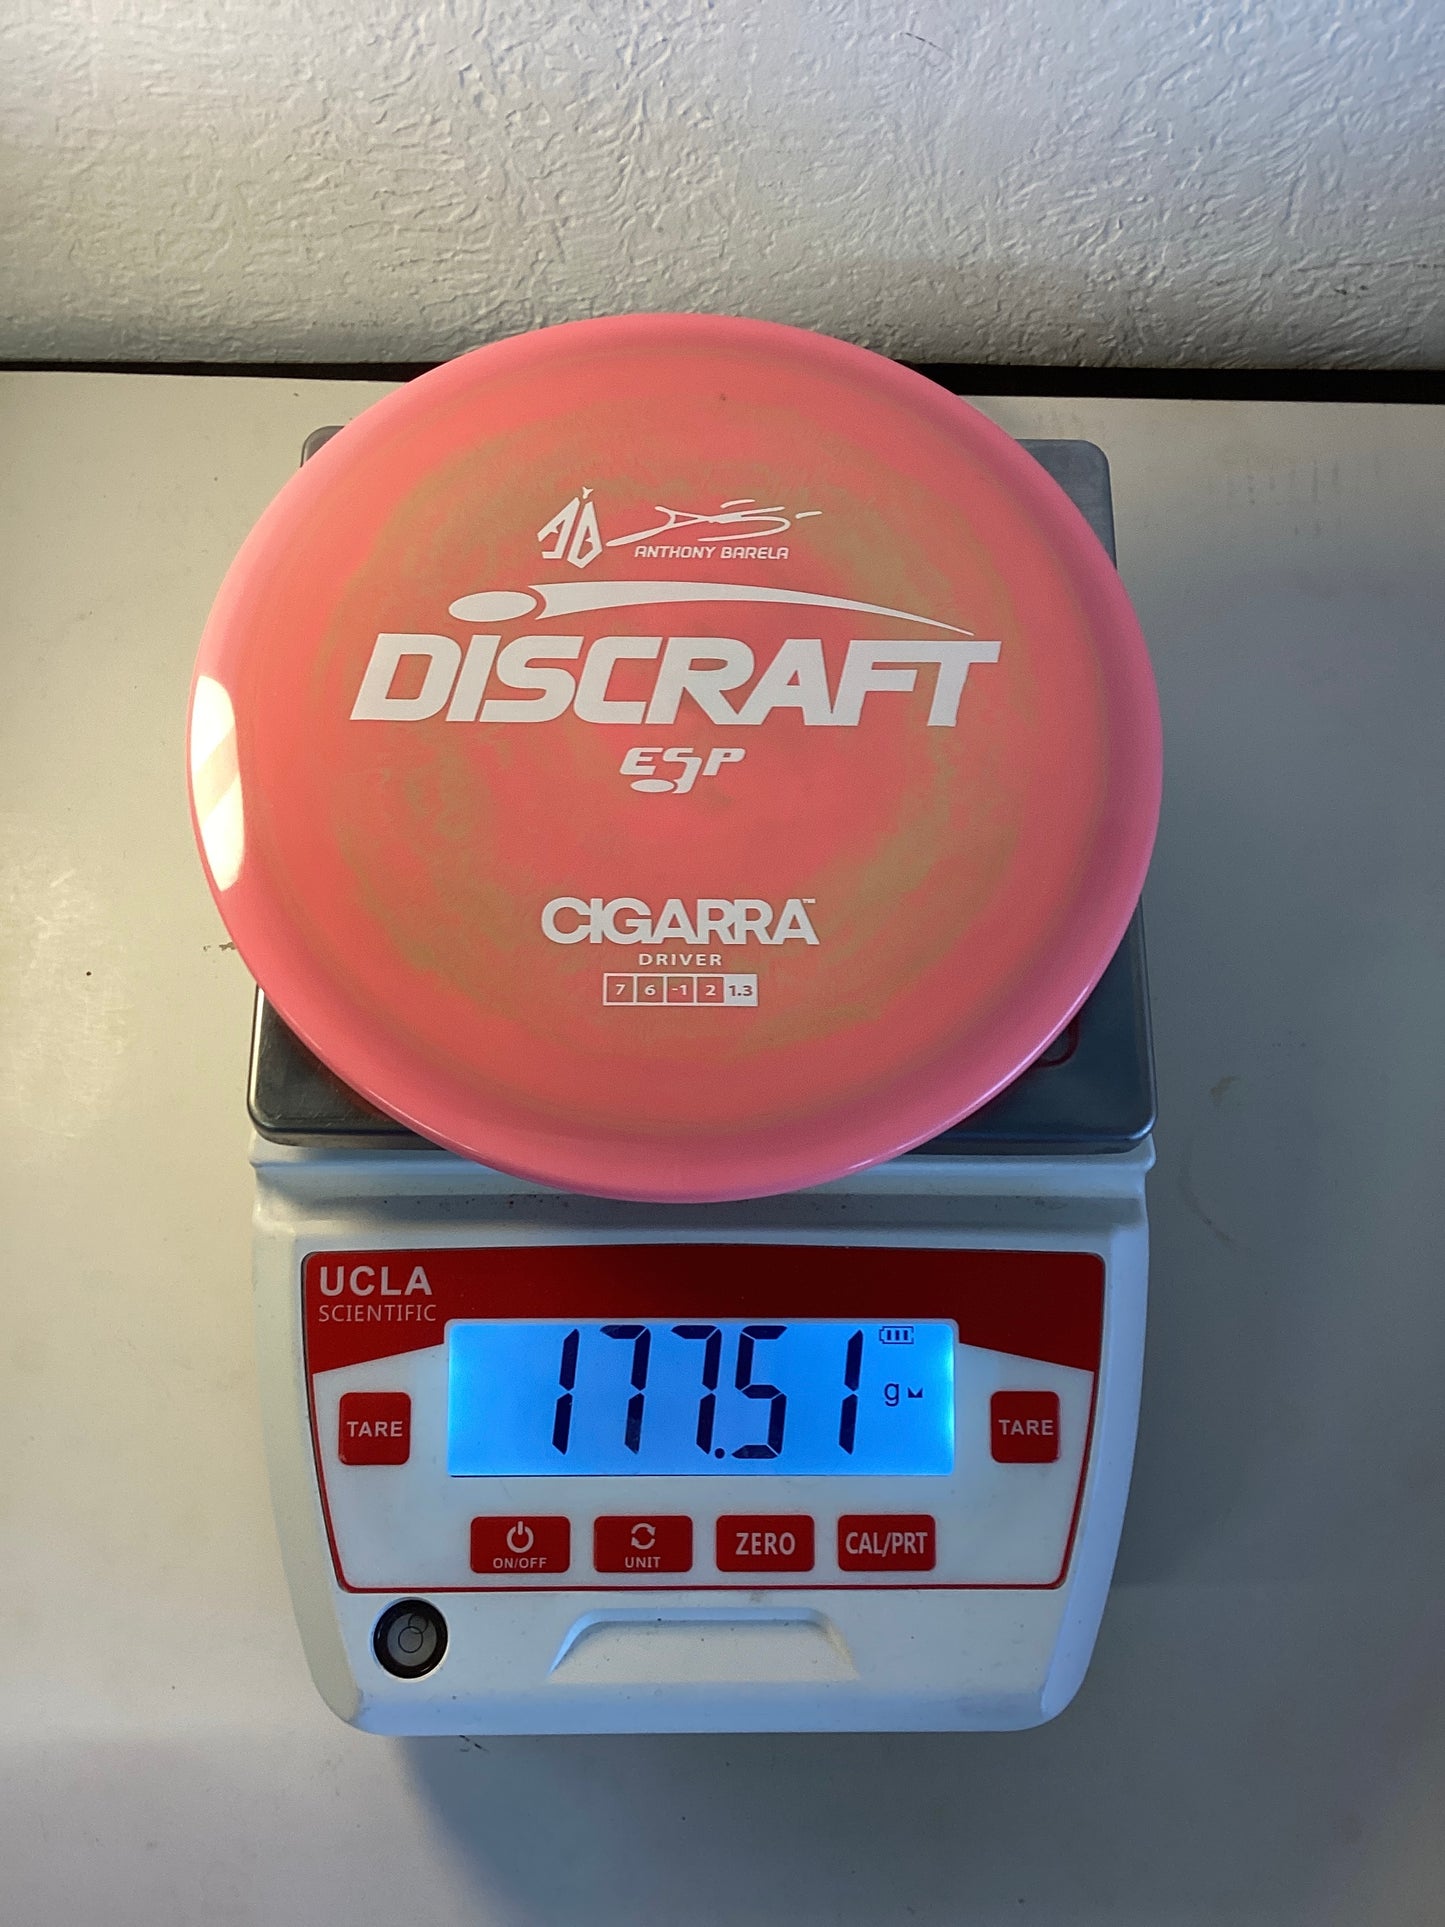 ANTHONY BARELA
DISCRAFT
ESP
CIGARRA™
DRIVER
7 6 -1 2 1.3
UCLA
SCIENTIFIC
177.51 g
TARE
TARE
ON/OFF
UNIT
ZERO
CAL/PRT